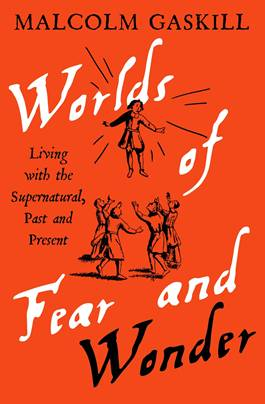 MALCOLM GASKILL
Worlds
of
Living
with the
Supernatural,
Past and
Present
Fear and
Wonder